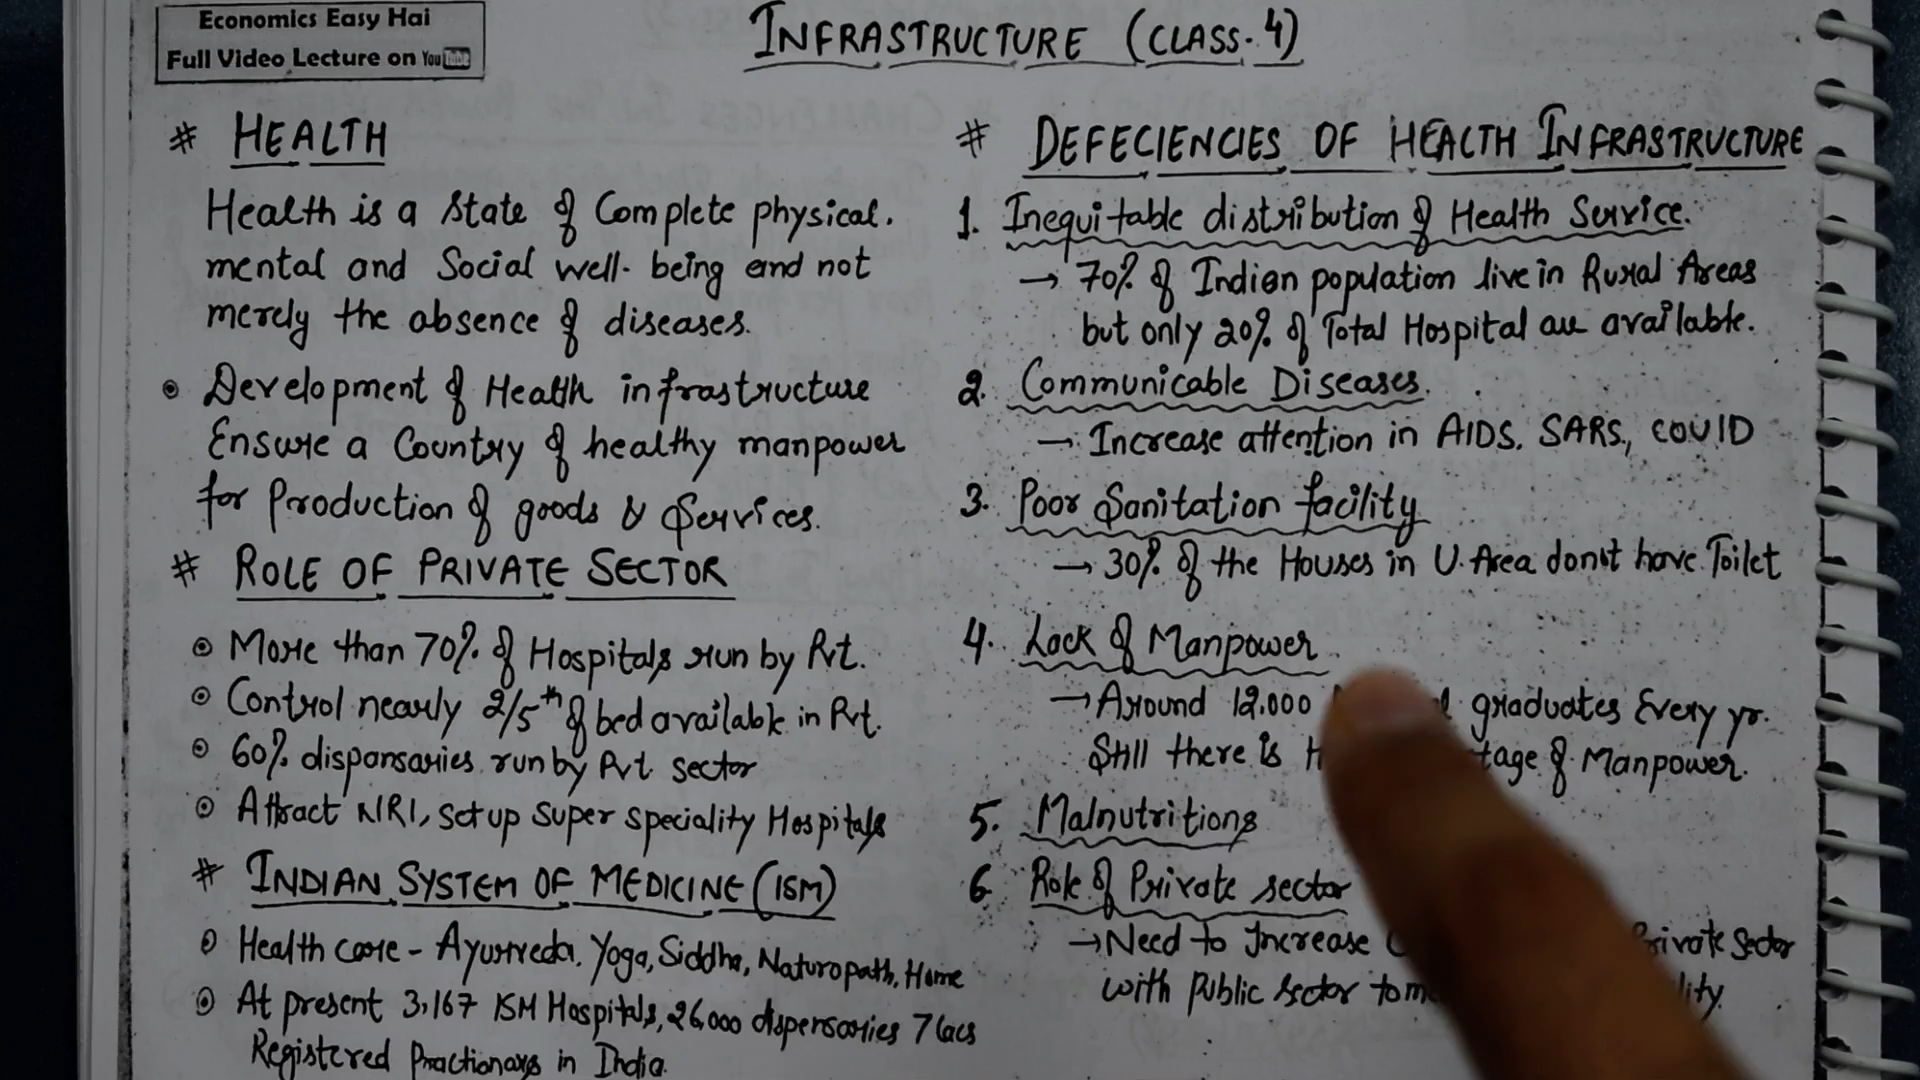 Economics Easy Hai
Full Video Lecture on YouTube
INFRASTRUCTURE (CLASS-4)
# HEALTH
Health is a State of Complete physical.
mental and Social well-being and not
merely the absence of diseases.
• Development of Health infrastructure
Ensure a Country of healthy manpower
for Production of goods & Services.
# ROLE OF PRIVATE SECTOR
⊙ More than 70% of Hospitals run by Pvt.
⊙ Control nearly 2/5th of bed available in Pvt.
⊙ 60% dispansaries run by Pvt sector
⊙ Attract NRI, set up super speciality Hospitals
# INDIAN SYSTEM OF MEDICINE (ISM)
⊙ Health care - Ayurveda, Yoga, Siddha, Naturopath, Home
⊙ At present 3,167 ISM Hospitals, 26,000 dispensaries 7 lacs
Registered Practionars in India.
# DEFECIENCIES OF HEALTH INFRASTRUCTURE
1. Inequitable distribution of Health Service.
→ 70% of Indian population live in Rural Areas
but only 20% of Total Hospital are available.
2. Communicable Diseases.
→ Increase attention in AIDS, SARS, COVID
3. Poor Sanitation facility
→ 30% of the Houses in U. Area donot have Toilet
4. Lack of Manpower
→ Around 12,000 graduates Every yr.
Still there is of Manpower.
5. Malnutritions
6. Role of Private sector
→ Need to Increase Private Sector
with Public sector to